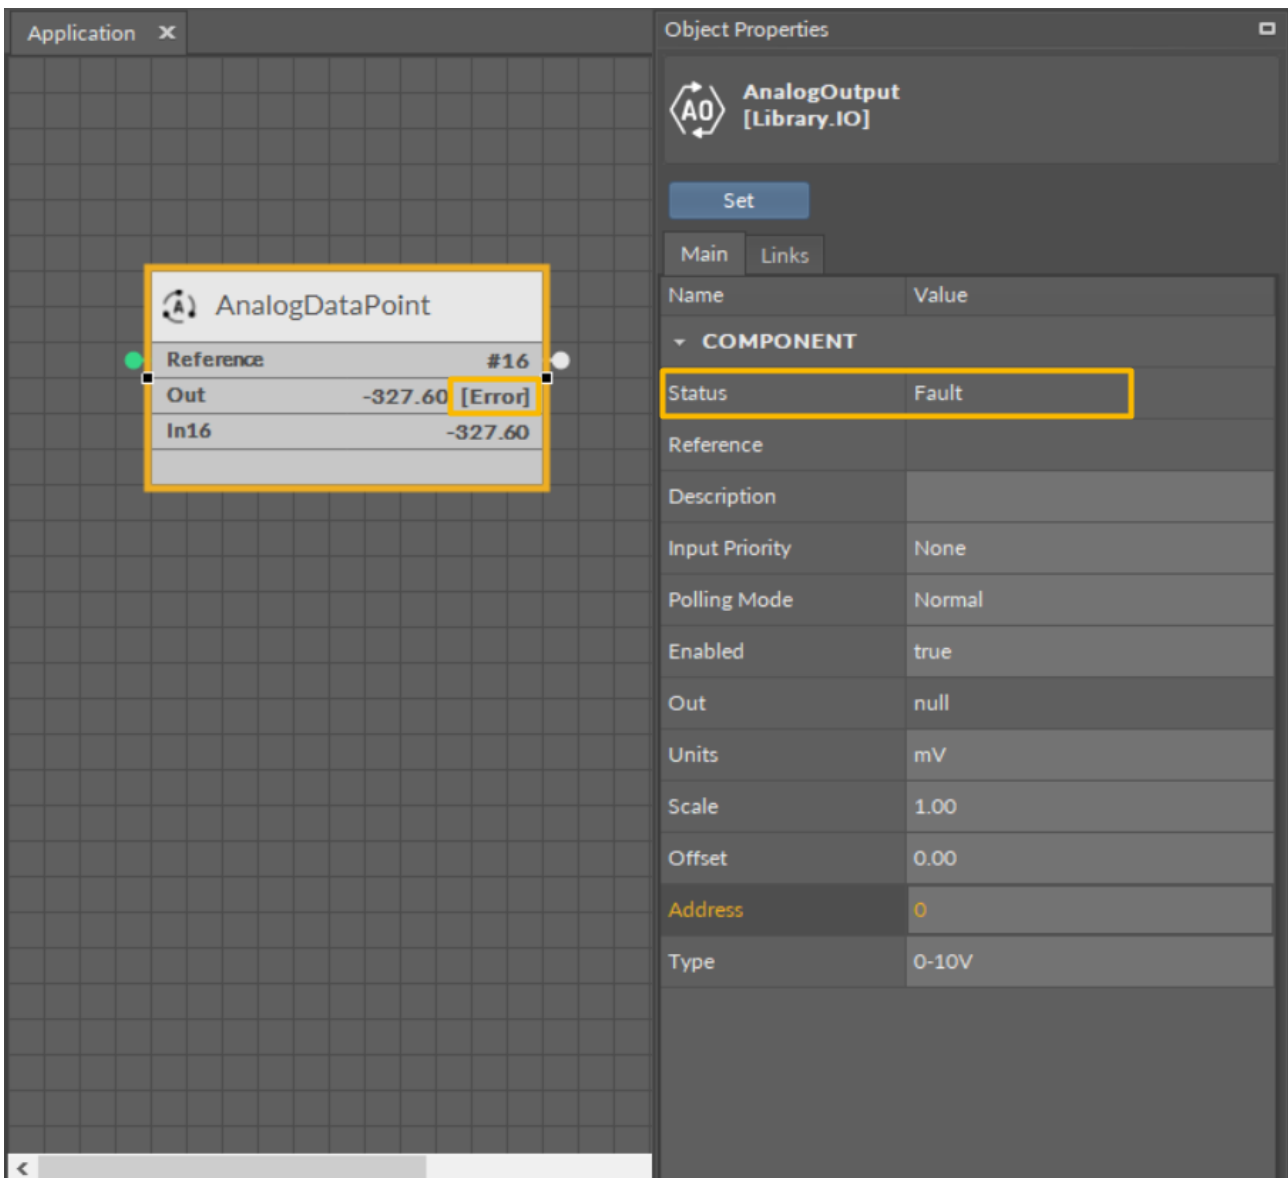 Application
AnalogDataPoint
Reference #16
Out -327.60 [Error]
In16 -327.60
Object Properties
AO
AnalogOutput
[Library.IO]
Set
Main Links
Name Value
COMPONENT
Status Fault
Reference
Description
Input Priority None
Polling Mode Normal
Enabled true
Out null
Units mV
Scale 1.00
Offset 0.00
Address 0
Type 0-10V